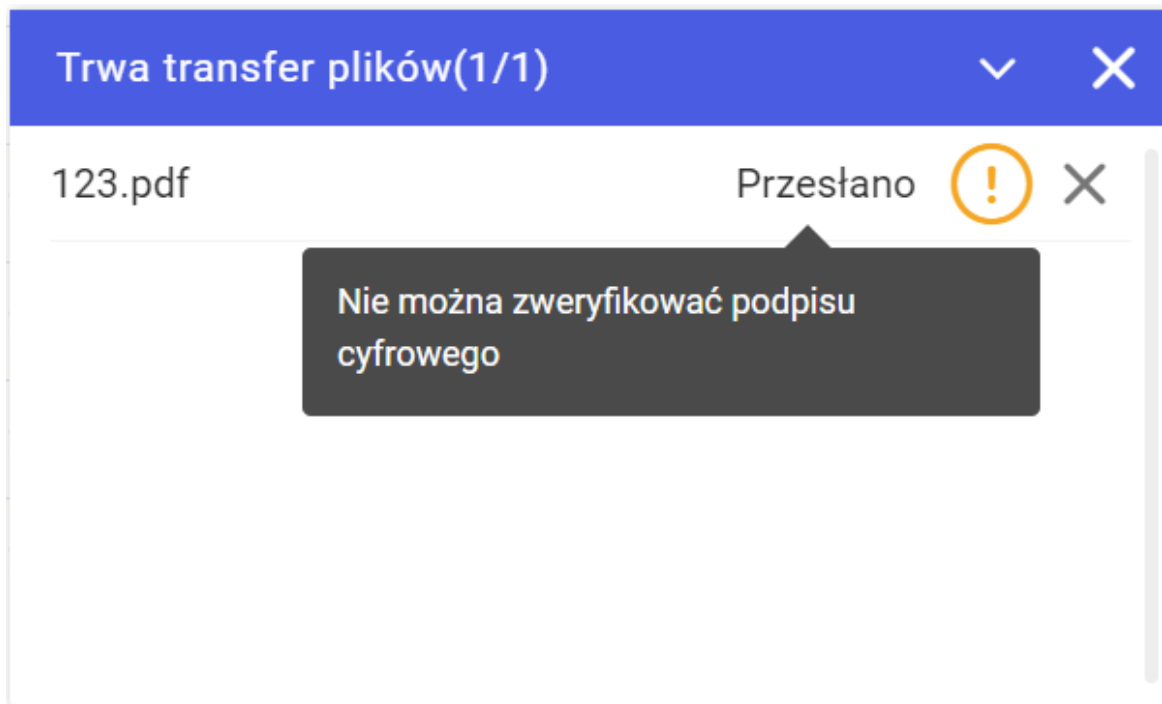 Trwa transfer plików(1/1)
123.pdf Przesłano
Nie można zweryfikować podpisu
cyfrowego